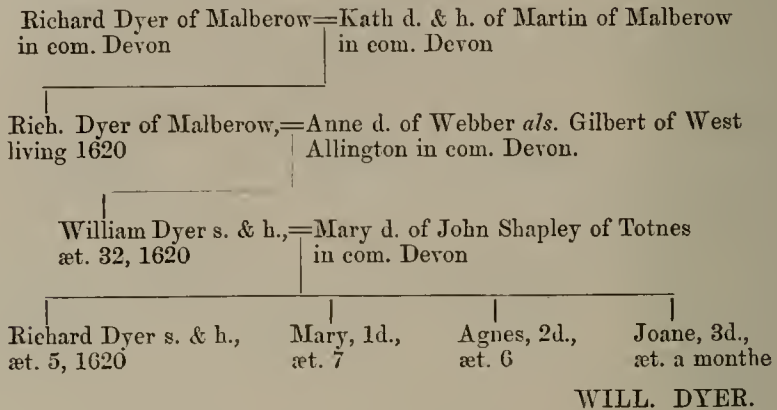 Richard Dyer of Malberow=Kath d. & h. of Martin of Malberow
in com. Devon in com. Devon
Rich. Dyer of Malberow,=Anne d. of Webber als. Gilbert of West
living 1620 Allington in com. Devon.
William Dyer s. & h.,=Mary d. of John Shapley of Totnes
æt. 32, 1620 in com. Devon
Richard Dyer s. & h., Mary, 1d., Agnes, 2d., Joane, 3d.,
æt. 5, 1620 æt. 7 æt. 6 æt. a monthe
WILL. DYER.